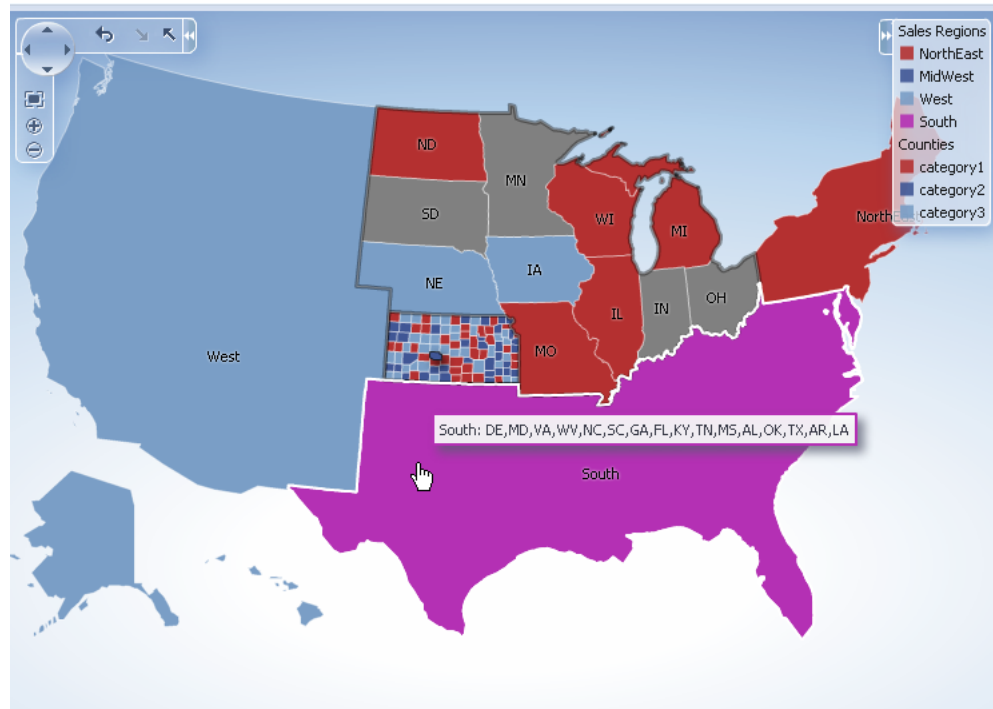 Sales Regions
NorthEast
MidWest
West
South
Counties
category1
category2
category3
ND
MN
SD
WI
MI
NorthEast
NE
IA
IN
OH
IL
MO
West
South: DE,MD,VA,WV,NC,SC,GA,FL,KY,TN,MS,AL,OK,TX,AR,LA
South